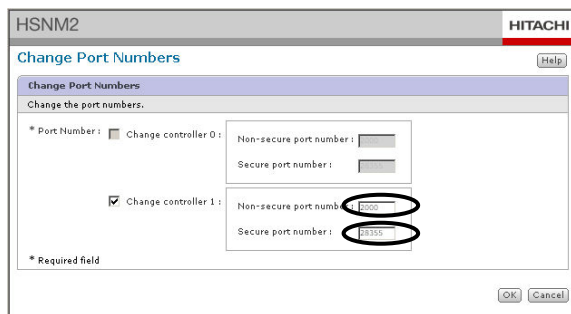 HSNM2
HITACHI
Change Port Numbers
Help
Change Port Numbers
Change the port numbers.
* Port Number :
Change controller 0 :
Non-secure port number :
Secure port number :
Change controller 1 :
Non-secure port number : 2000
Secure port number : 28355
* Required field
OK Cancel